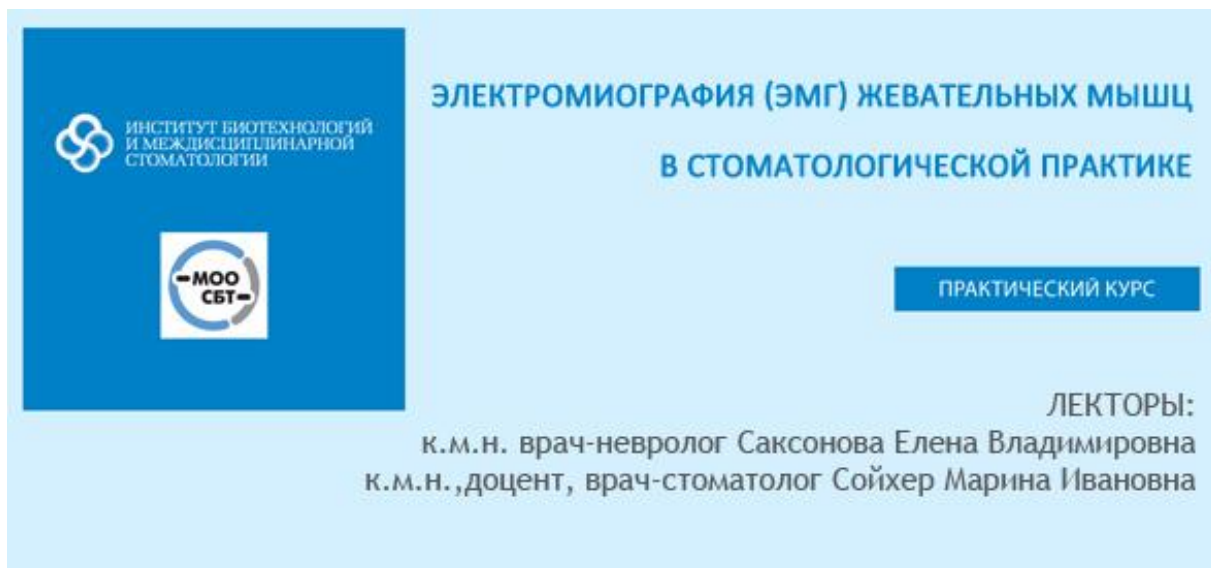 ИНСТИТУТ БИОТЕХНОЛОГИЙ
И МЕЖДИСЦИПЛИНАРНОЙ
СТОМАТОЛОГИИ
МОО
СБТ
ЭЛЕКТРОМИОГРАФИЯ (ЭМГ) ЖЕВАТЕЛЬНЫХ МЫШЦ
В СТОМАТОЛОГИЧЕСКОЙ ПРАКТИКЕ
ПРАКТИЧЕСКИЙ КУРС
ЛЕКТОРЫ:
к.м.н. врач-невролог Саксонова Елена Владимировна
к.м.н.,доцент, врач-стоматолог Сойхер Марина Ивановна